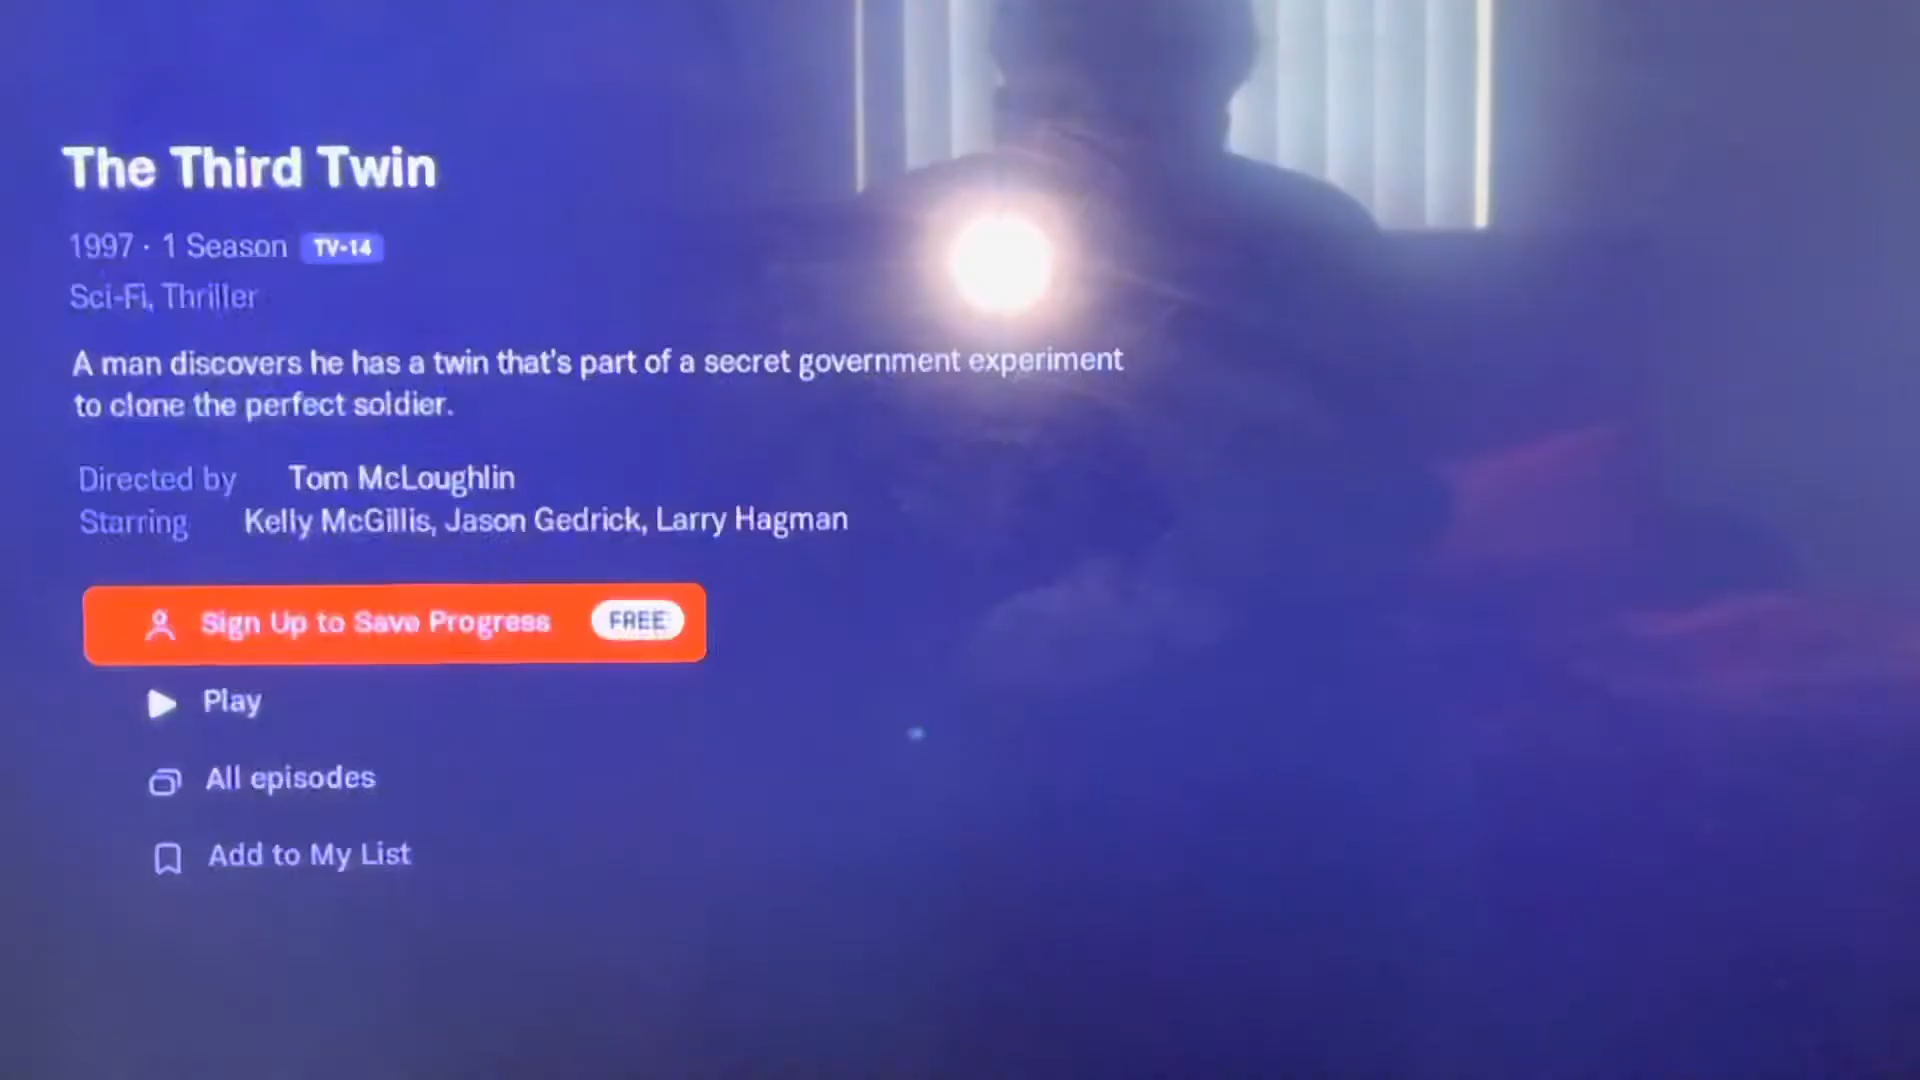 The Third Twin
1997 · 1 Season TV-14
Sci-Fi, Thriller
A man discovers he has a twin that's part of a secret government experiment
to clone the perfect soldier.
Directed by Tom McLoughlin
Starring Kelly McGillis, Jason Gedrick, Larry Hagman
Sign Up to Save Progress FREE
Play
All episodes
Add to My List